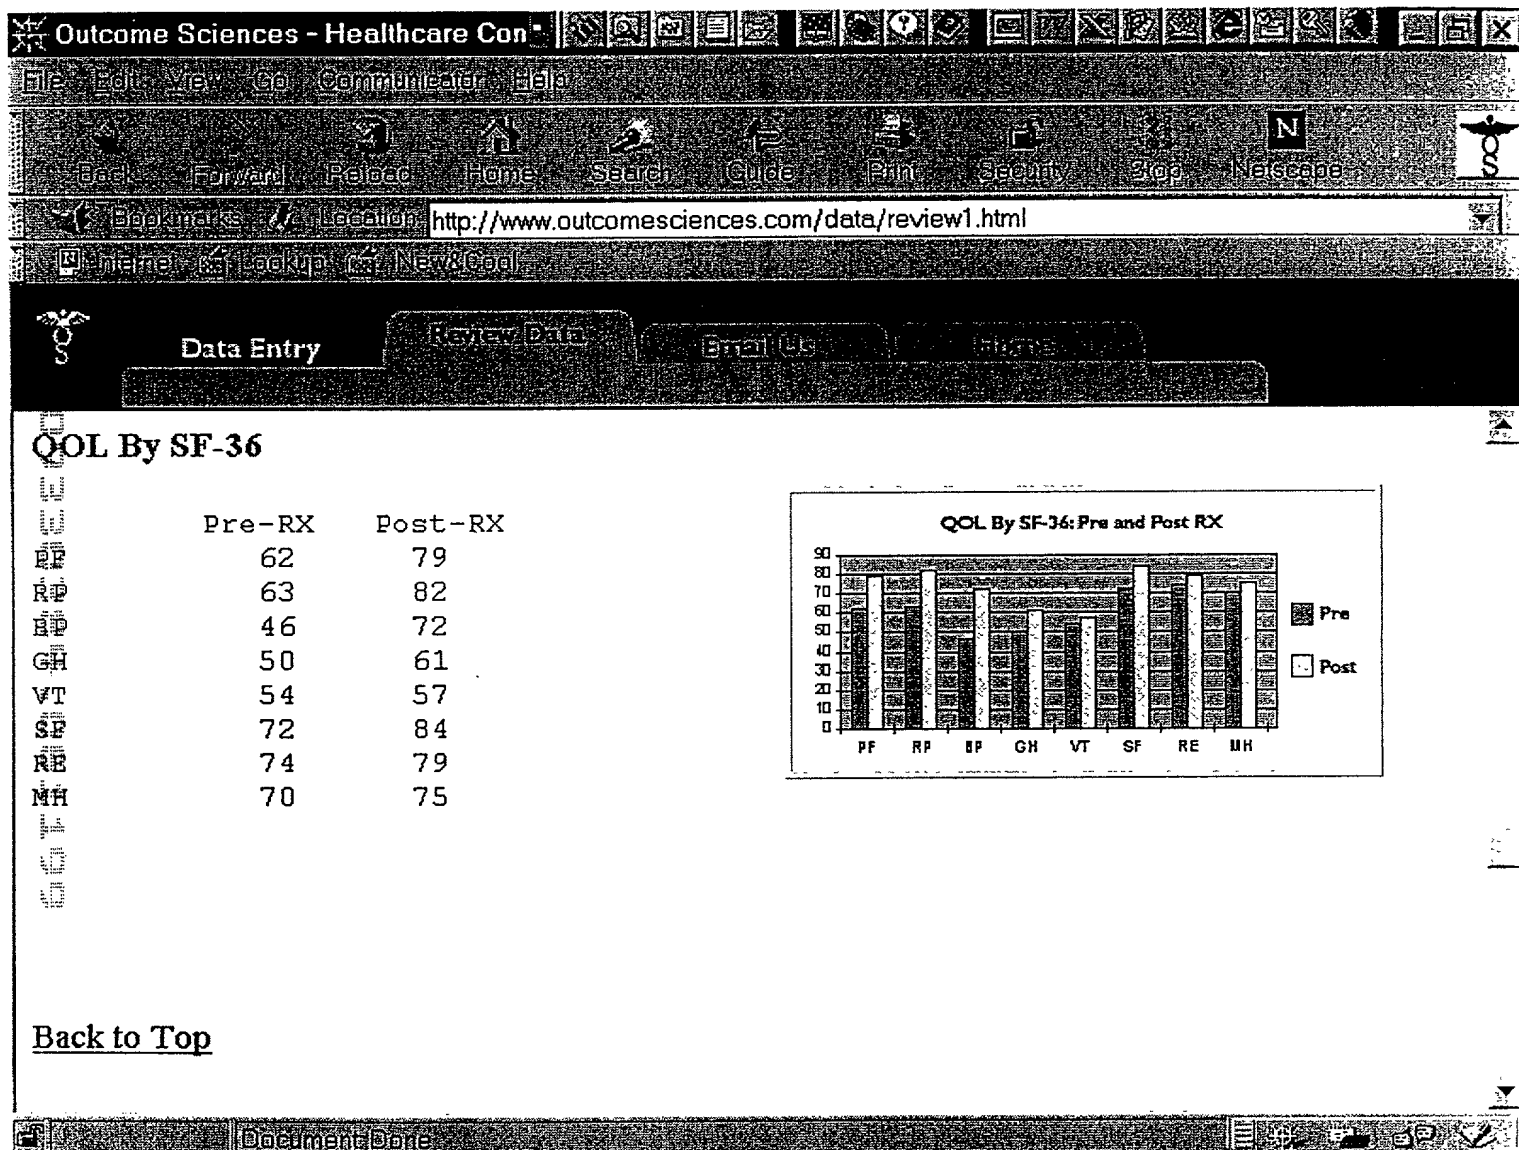 Outcome Sciences - Healthcare Con
File Edit View Go Communicator Help
Back Forward Reload Home Search Guide Print Security Stop Netscape
N
Bookmarks Location http://www.outcomesciences.com/data/review1.html
Internet Lookup New&Cool
OS Data Entry Review Data Email Us Home
QOL By SF-36
Pre-RX Post-RX
PF 62 79
RP 63 82
BP 46 72
GH 50 61
VT 54 57
SF 72 84
RE 74 79
MH 70 75
QOL By SF-36: Pre and Post RX
90
80
70
60
50
40
30
20
10
0
PF RP BP GH VT SF RE MH
Pre
Post
Back to Top
Document Done